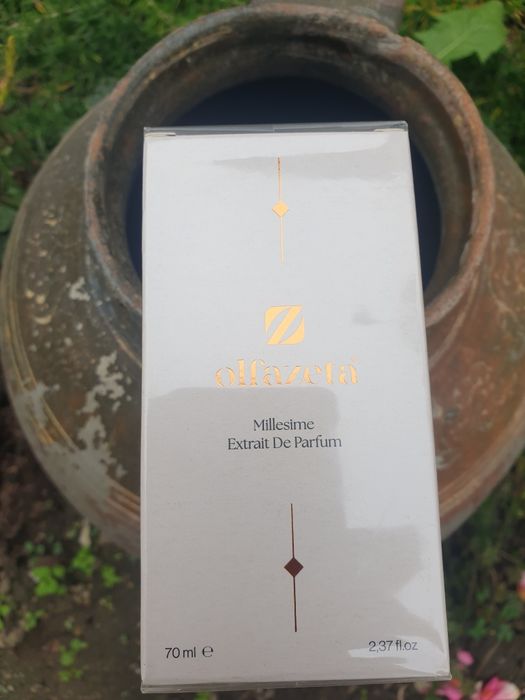 olfazeta®
Millesime
Extrait De Parfum
70 ml ℮
2,37 fl.oz